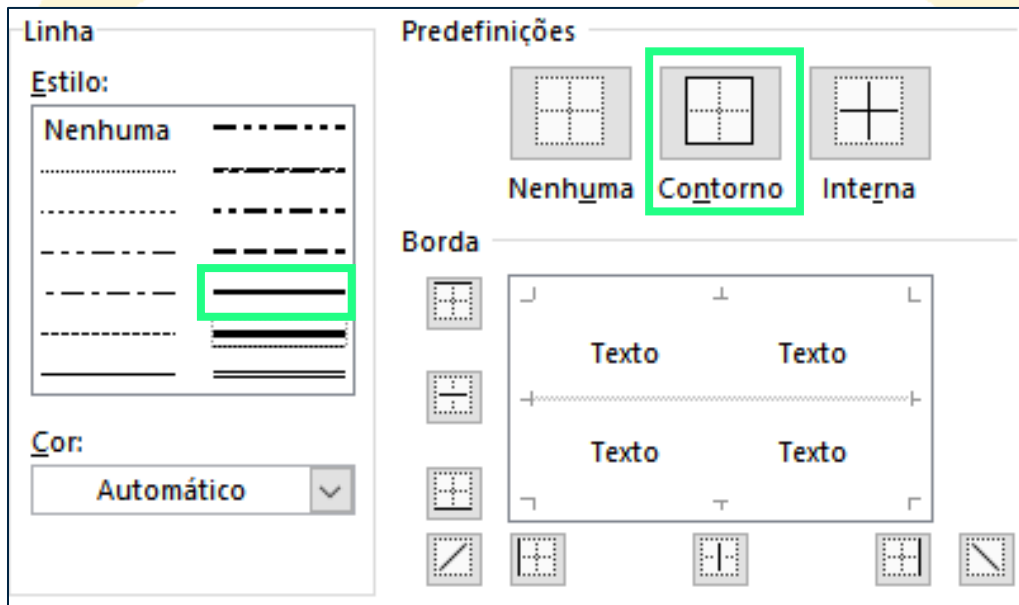 Linha
Estilo:
Nenhuma
Cor:
Automático
Predefinições
Nenhuma Contorno Interna
Borda
Texto Texto
Texto Texto